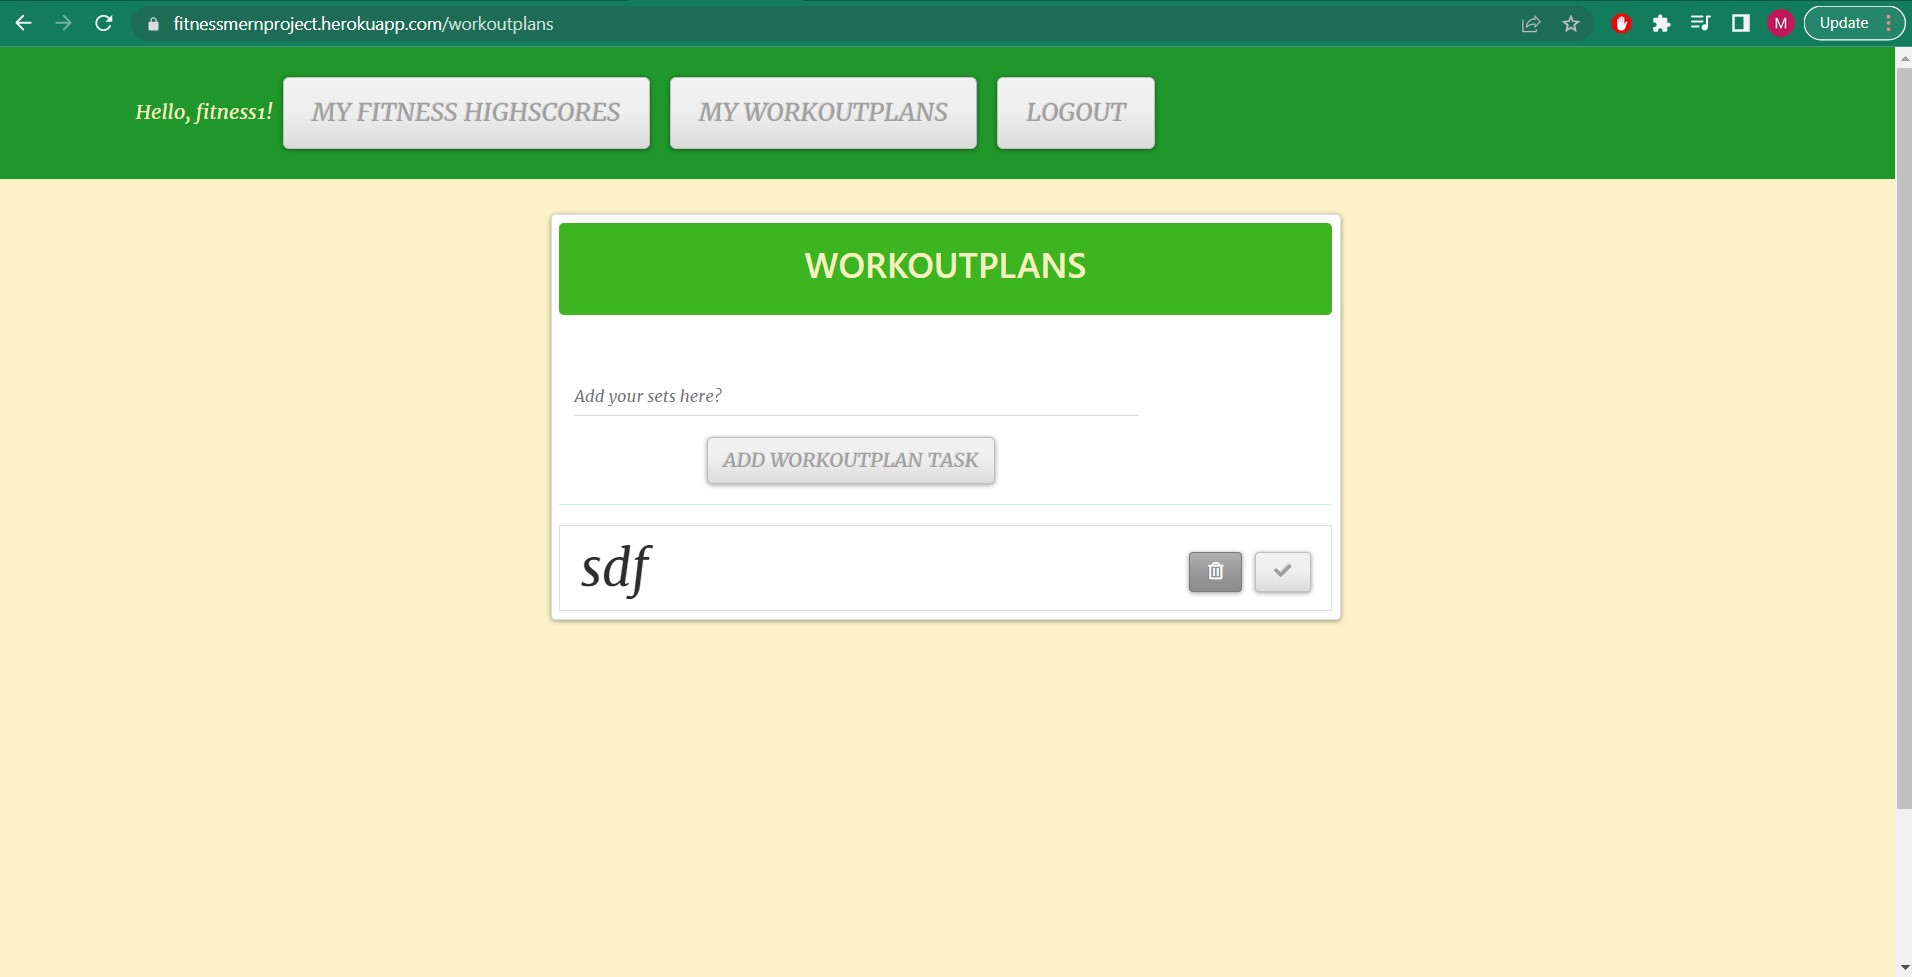 fitnessmernproject.herokuapp.com/workoutplans
M
Update
Hello, fitness1!
MY FITNESS HIGHSCORES
MY WORKOUTPLANS
LOGOUT
WORKOUTPLANS
Add your sets here?
ADD WORKOUTPLAN TASK
sdf